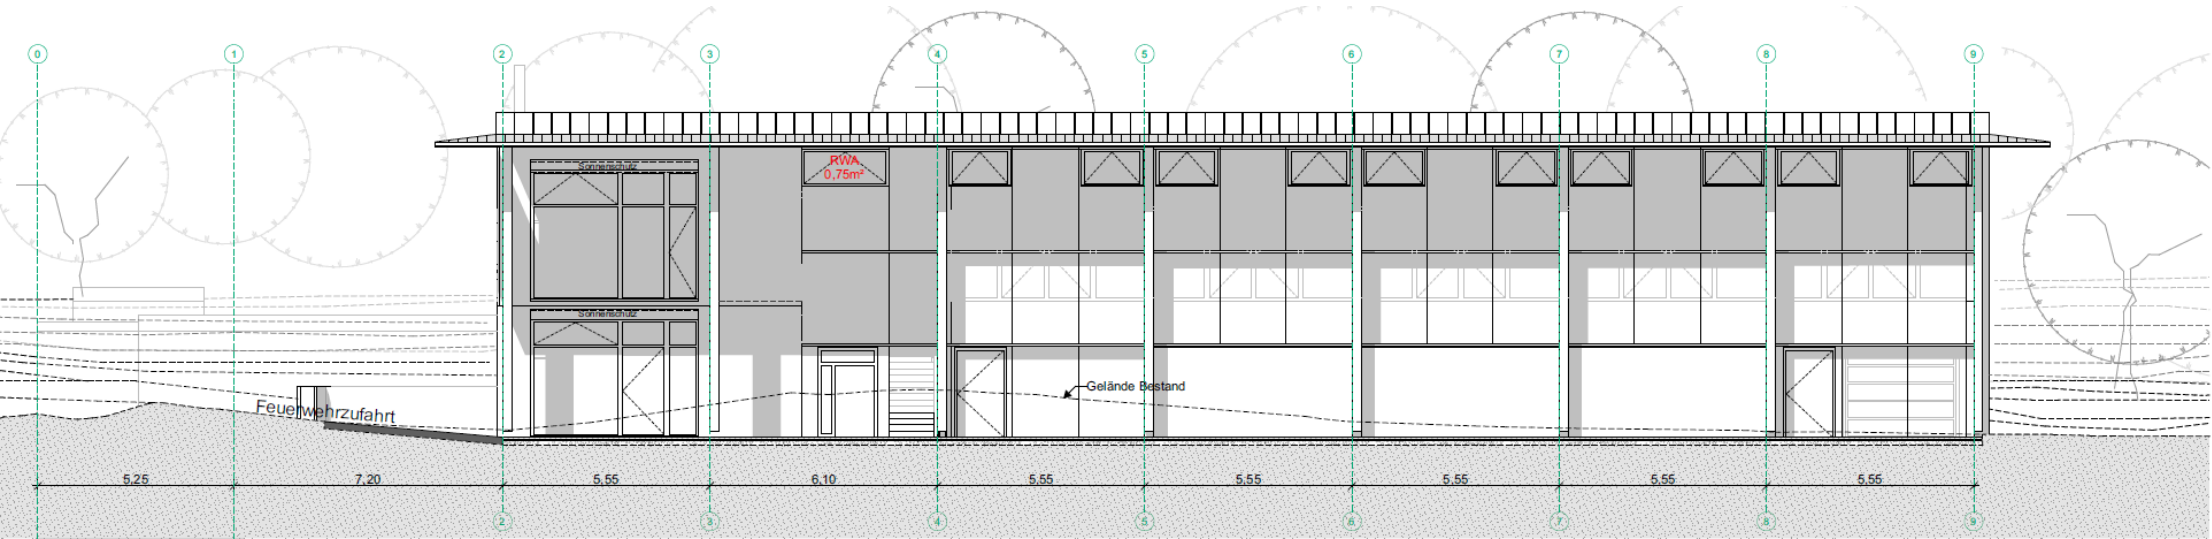 0 1 2 3 4 5 6 7 8 9
Sonnenschutz
RWA
0,75m²
Sonnenschutz
Gelände Bestand
Feuerwehrzufahrt
5,25 7,20 5,55 6,10 5,55 5,55 5,55 5,55 5,55
2 3 4 5 6 7 8 9